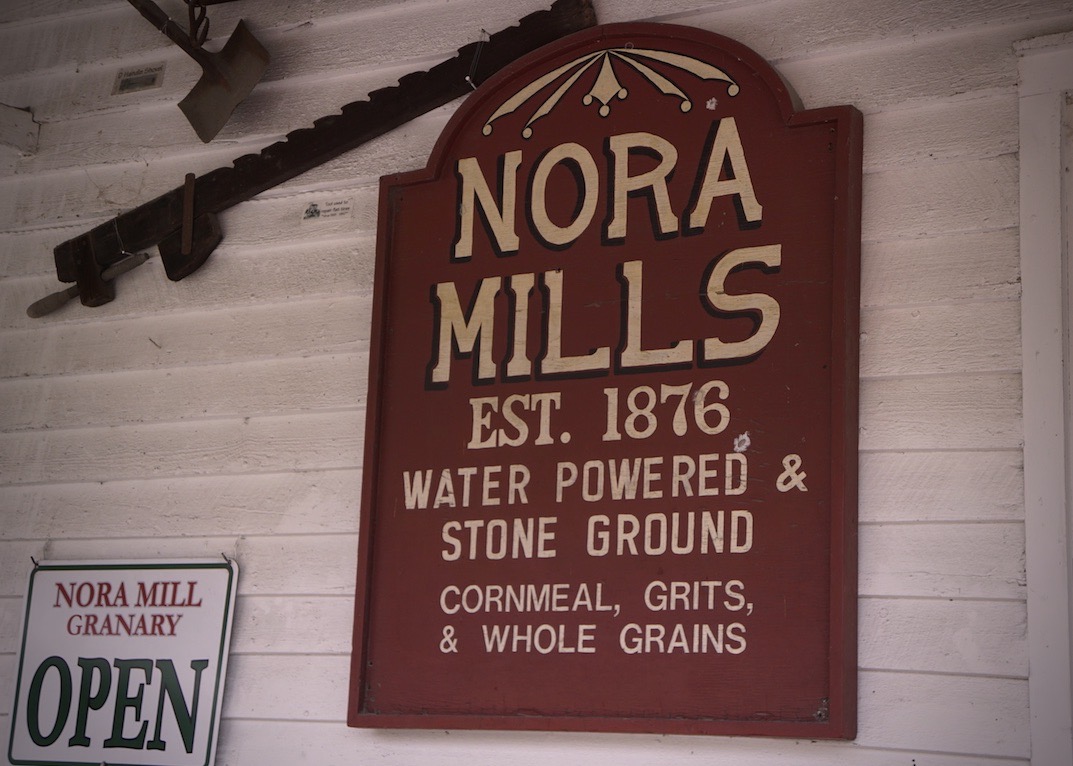 NORA
MILLS
EST. 1876
WATER POWERED &
STONE GROUND
CORNMEAL, GRITS,
& WHOLE GRAINS
NORA MILL
GRANARY
OPEN